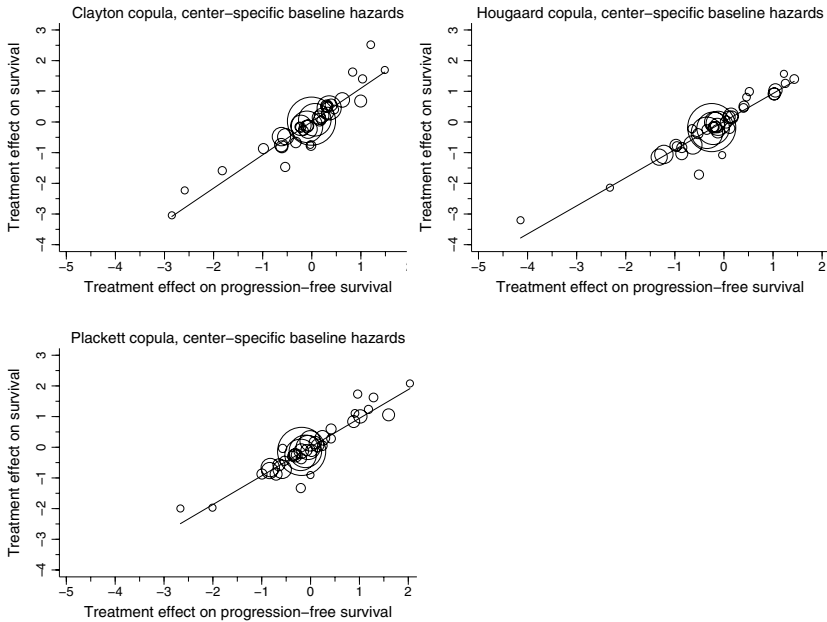 Clayton copula, center−specific baseline hazards
Treatment effect on survival
3
2
1
0
−1
−2
−3
−4
−5 −4 −3 −2 −1 0 1
Treatment effect on progression−free survival
Hougaard copula, center−specific baseline hazards
Treatment effect on survival
3
2
1
0
−1
−2
−3
−4
−5 −4 −3 −2 −1 0 1 2
Treatment effect on progression−free survival
Plackett copula, center−specific baseline hazards
Treatment effect on survival
3
2
1
0
−1
−2
−3
−4
−5 −4 −3 −2 −1 0 1 2
Treatment effect on progression−free survival